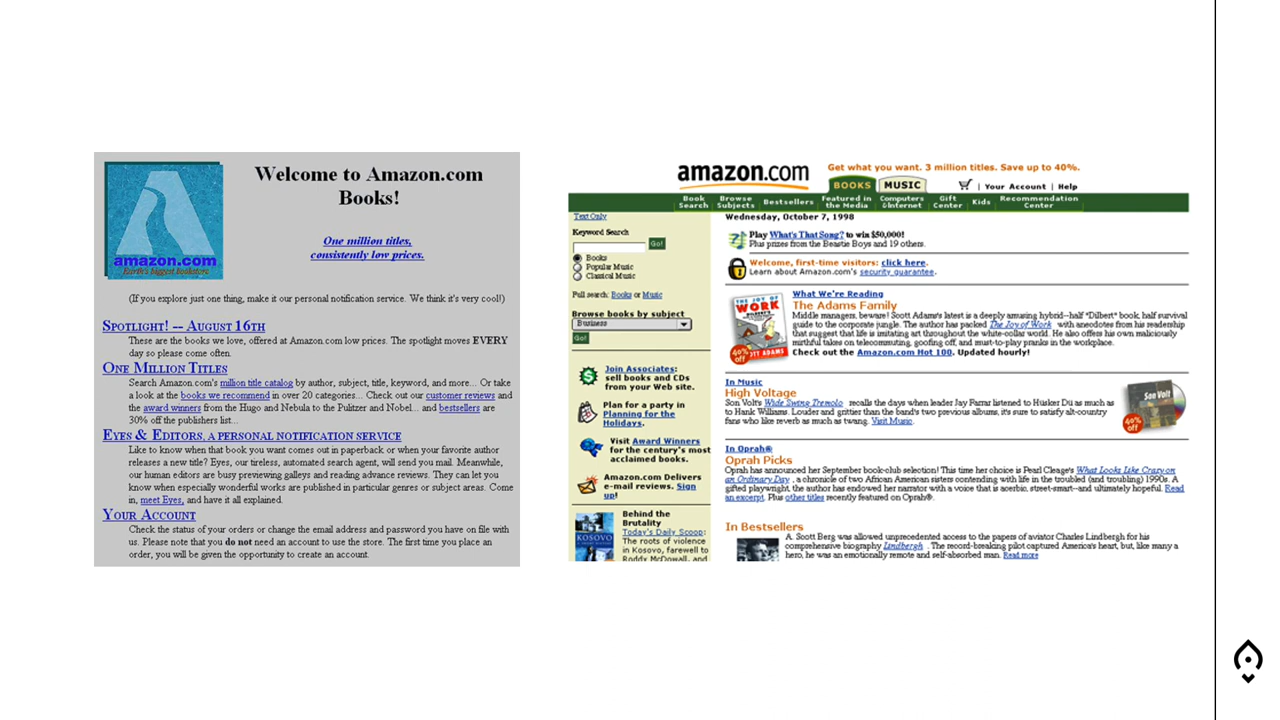 Welcome to Amazon.com
Books!
One million titles,
consistently low prices.
amazon.com
Earth's biggest bookstore
(If you explore just one thing, make it our personal notification service. We think it's very cool!)
SPOTLIGHT! -- AUGUST 16TH
These are the books we love, offered at Amazon.com low prices. The spotlight moves EVERY
day so please come often.
ONE MILLION TITLES
Search Amazon.com's million title catalog by author, subject, title, keyword, and more... Or take
a look at the books we recommend in over 20 categories... Check out our customer reviews and
the award winners from the Hugo and Nebula to the Pulitzer and Nobel... and bestsellers are
30% off the publishers list...
EYES & EDITORS, A PERSONAL NOTIFICATION SERVICE
Like to know when that book you want comes out in paperback or when your favorite author
releases a new title? Eyes, our tireless, automated search agent, will send you mail. Meanwhile,
our human editors are busy previewing galleys and reading advance reviews. They can let you
know when especially wonderful works are published in particular genres or subject areas. Come
in, meet Eyes, and have it all explained.
YOUR ACCOUNT
Check the status of your orders or change the email address and password you have on file with
us. Please note that you do not need an account to use the store. The first time you place an
order, you will be given the opportunity to create an account.
amazon.com
Get what you want. 3 million titles. Save up to 40%.
BOOKS MUSIC | Your Account | Help
Book Search Browse Subjects Bestsellers Featured in the Media Computers & Internet Gift Center Kids Recommendation Center
Text Only
Keyword Search
Go!
Books
Popular Music
Classical Music
Full search: Books or Music
Browse books by subject
Business
Go!
Join Associates:
sell books and CDs
from your Web site.
Plan for a party in
Planning for the
Holidays.
Visit Award Winners
for the century's most
acclaimed books.
Amazon.com Delivers
e-mail reviews. Sign
up!
KOSOVO
Behind the
Brutality
Today's Daily Scoop:
The roots of violence
in Kosovo, farewell to
Roddy McDowall, and
Wednesday, October 7, 1998
Play What's That Song? to win $50,000!
Plus prizes from the Beastie Boys and 19 others.
Welcome, first-time visitors: click here.
Learn about Amazon.com's security guarantee.
THE JOY OF
WORK
40%
off
SCOTT ADAMS
What We're Reading
The Adams Family
Middle managers, beware! Scott Adams's latest is a deeply amusing hybrid--half "Dilbert" book, half survival
guide to the corporate jungle. The author has packed The Joy of Work with anecdotes from his readership
that suggest that life is imitating art throughout the white-collar world. He also offers his own maliciously
mirthful takes on telecommuting, goofing off, and must-to-play pranks in the workplace.
Check out the Amazon.com Hot 100. Updated hourly!
In Music
High Voltage
Son Volt's Wide Swing Tremolo recalls the days when leader Jay Farrar listened to Hüsker Dü as much as
to Hank Williams. Louder and grittier than the band's two previous albums, it's sure to satisfy alt-country
fans who like reverb as much as twang. Visit Music.
Son Volt
40%
off
In Oprah®
Oprah Picks
Oprah has announced her September book-club selection! This time her choice is Pearl Cleage's What Looks Like Crazy on
an Ordinary Day, a chronicle of two African American sisters contending with life in the troubled (and troubling) 1990s. A
gifted playwright, the author has endowed her narrator with a voice that is acerbic, street-smart--and ultimately hopeful. Read
an excerpt. Plus other titles recently featured on Oprah®.
In Bestsellers
A. Scott Berg was allowed unprecedented access to the papers of aviator Charles Lindbergh for his
comprehensive biography Lindbergh. The record-breaking pilot captured America's heart, but, like many a
hero, he was an emotionally remote and self-absorbed man. Read more